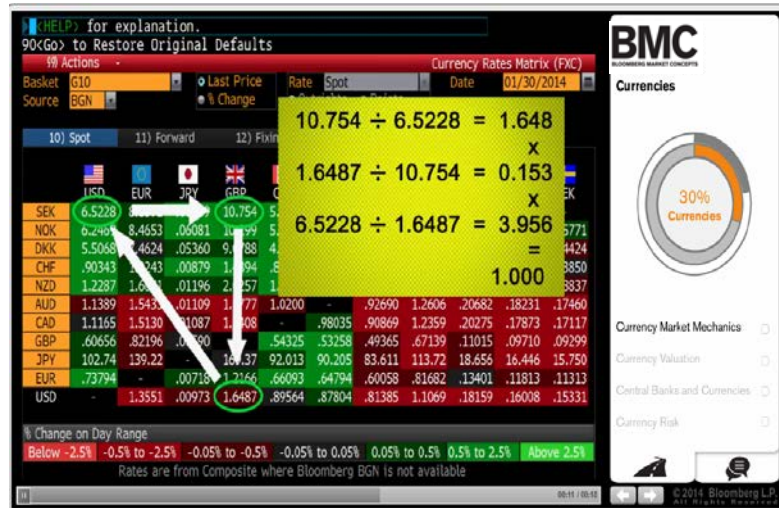 <HELP> for explanation.
90<Go> to Restore Original Defaults
99) Actions
Currency Rates Matrix (FXC)
Basket G10 Last Price Rate Spot Date 01/30/2014
Source BGN % Change
10) Spot 11) Forward 12)
10.754 ÷ 6.5228 = 1.648
x
1.6487 ÷ 10.754 = 0.153
x
6.5228 ÷ 1.6487 = 3.956
=
1.000
USD EUR JPY GBP
SEK 6.5228 10.754
NOK 8.4653 .06081
DKK 5.5068 .05360
CHF .90343 .00879
NZD 1.2287 .01196
AUD 1.1389 .01109 1.0200 - .92690 1.2606 .20682 .18231 .17460
CAD 1.1165 1.5130 - .98035 .90869 1.2359 .20275 .17873 .17117
GBP .60656 .82196 .54325 .53258 .49365 .67139 .11015 .09710 .09299
JPY 102.74 139.22 - 92.013 90.205 83.611 113.72 18.656 16.446 15.750
EUR .73794 - .00718 .66093 .64794 .60058 .81682 .13401 .11813 .11313
USD - 1.3551 .00973 1.6487 .89564 .87804 .81385 1.1069 .18159 .16008 .15331
% Change on Day Range
Below -2.5% -0.5% to -2.5% -0.05% to -0.5% -0.05% to 0.05% 0.05% to 0.5% 0.5% to 2.5% Above 2.5%
Rates are from Composite where Bloomberg BGN is not available
00:11 / 00:10
BMC
BLOOMBERG MARKET CONCEPTS
Currencies
30%
Currencies
Currency Market Mechanics
Currency Valuation
Central Banks and Currencies
Currency Risk
© 2014 Bloomberg L.P.
All Rights Reserved